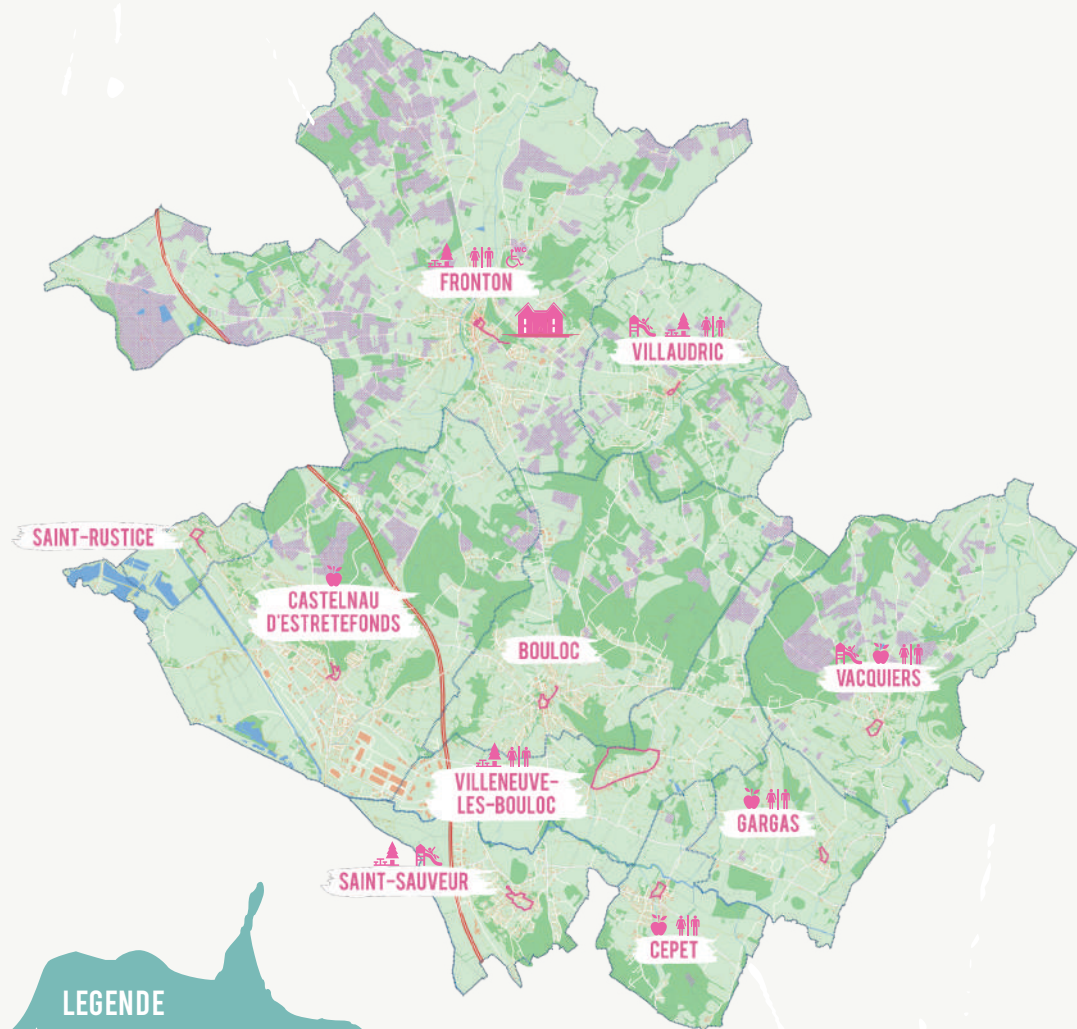 FRONTON
VILLAUDRIC
SAINT-RUSTICE
CASTELNAU
D'ESTRETEFONDS
BOULOC
VACQUIERS
VILLENEUVE-
LES-BOULOC
GARGAS
SAINT-SAUVEUR
CEPET
LEGENDE